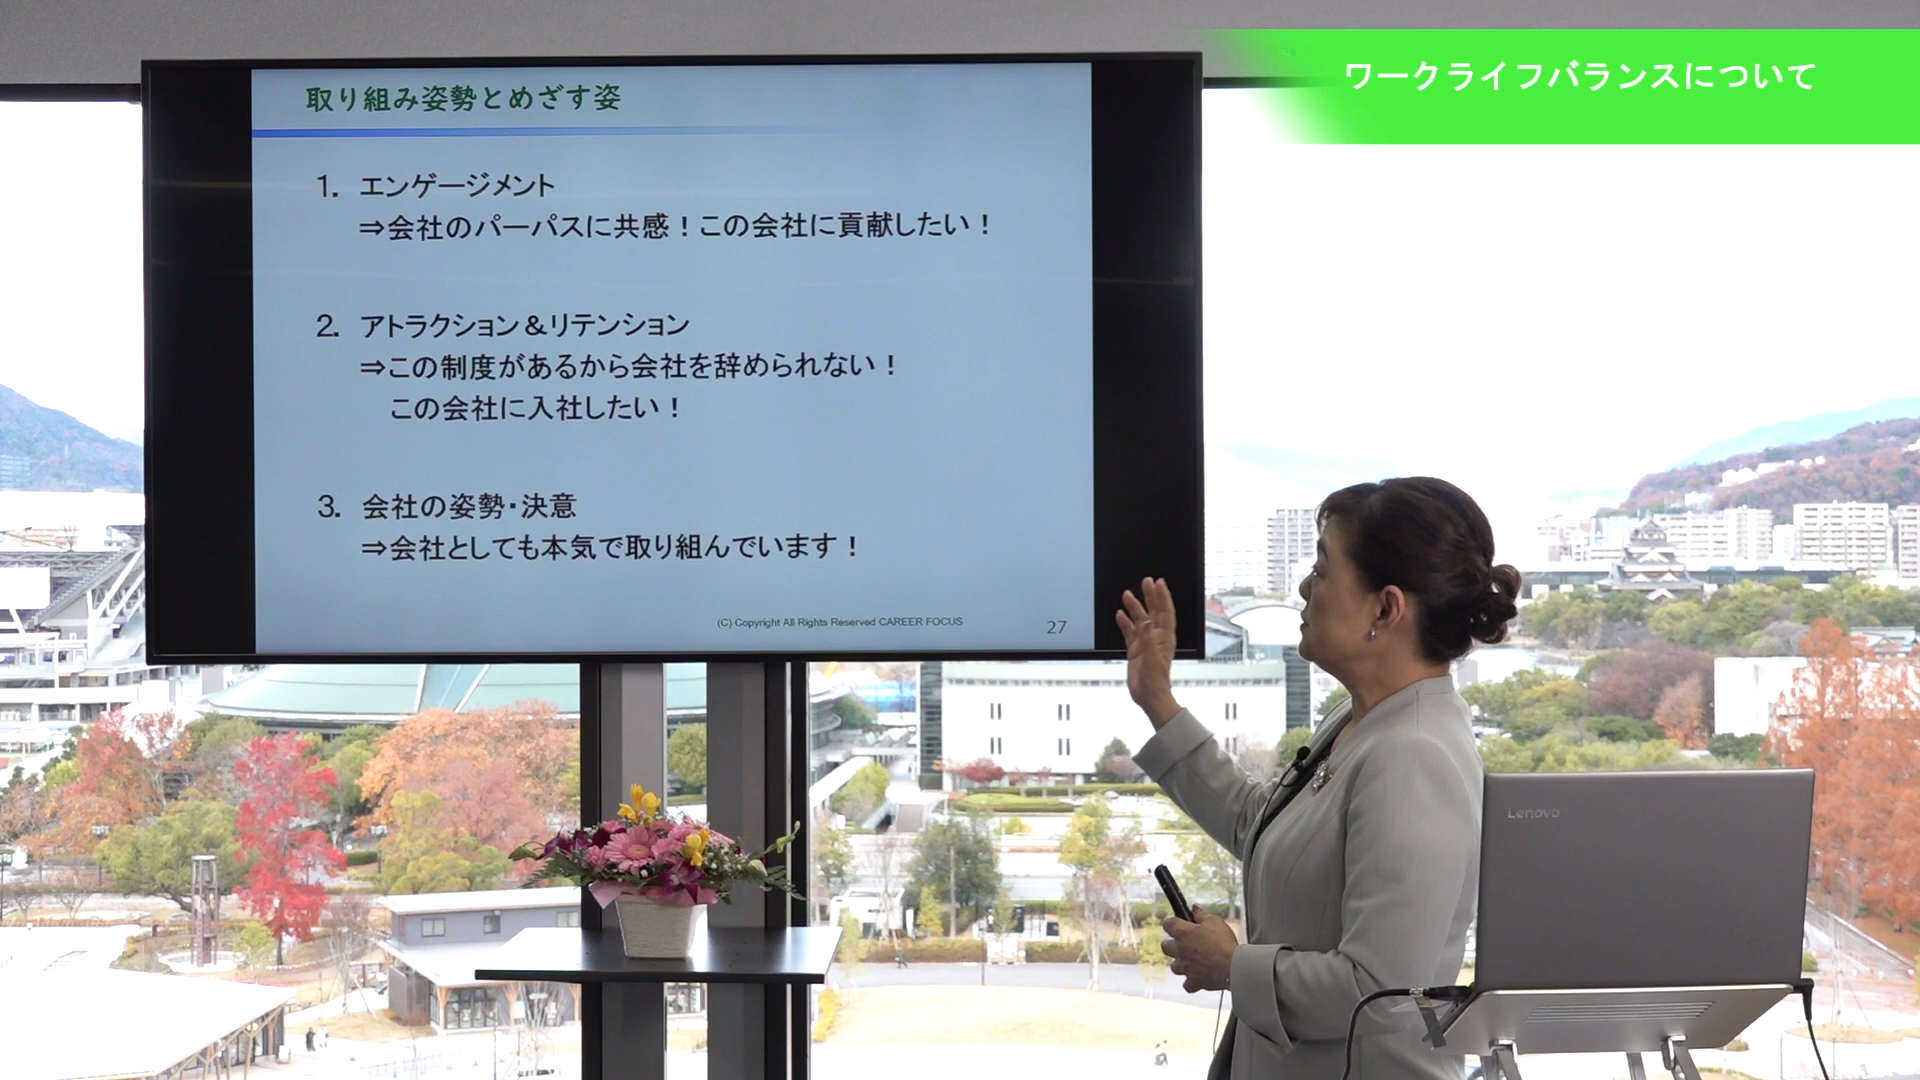 ワークライフバランスについて
取り組み姿勢とめざす姿
1. エンゲージメント
⇒会社のパーパスに共感！この会社に貢献したい！
2. アトラクション＆リテンション
⇒この制度があるから会社を辞められない！
この会社に入社したい！
3. 会社の姿勢・決意
⇒会社としても本気で取り組んでいます！
(C) Copyright All Rights Reserved CAREER FOCUS
27
Lenovo